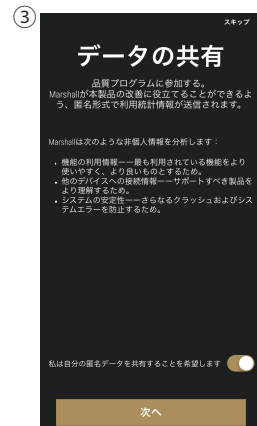 ③
スキップ
データの共有
品質プログラムに参加する。
Marshallが本製品の改善に役立てることができるよ
う、匿名形式で利用統計情報が送信されます。
Marshallは次のような非個人情報を分析します：
• 機能の利用情報ーー最も利用されている機能をより
使いやすく、より良いものとするため。
• 他のデバイスへの接続情報ーーサポートすべき製品を
より理解するため。
• システムの安定性ーーさらなるクラッシュおよびシス
テムエラーを防止するため。
私は自分の匿名データを共有することを希望します
次へ